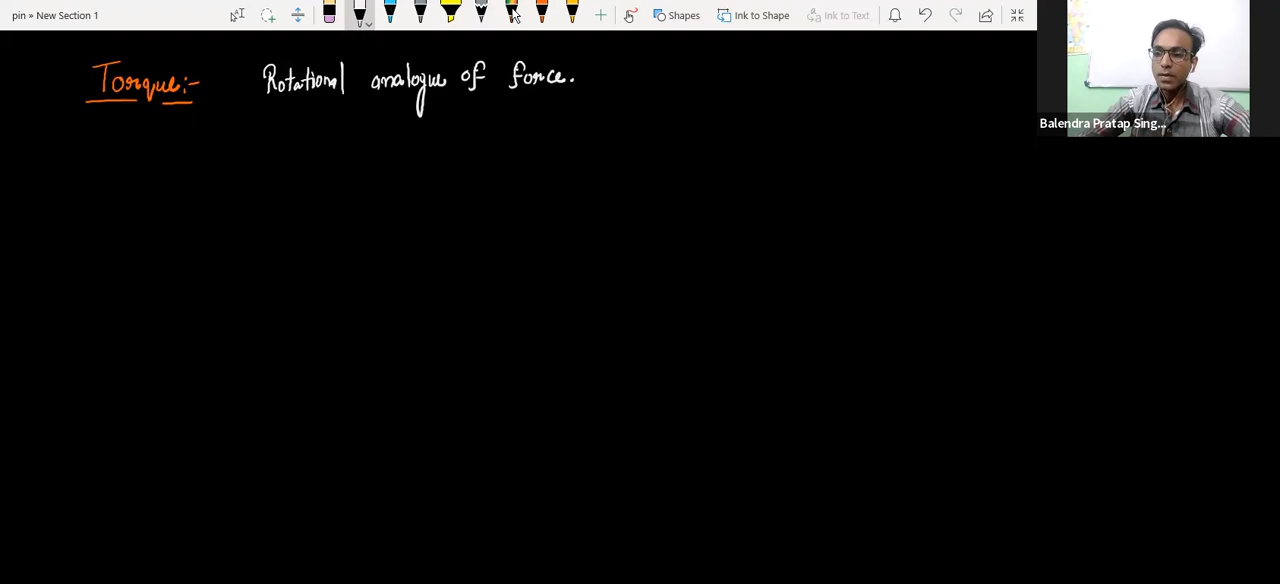 pin » New Section 1
Shapes
Ink to Shape
Ink to Text
Torque:- Rotational analogue of force.
Balendra Pratap Sing...